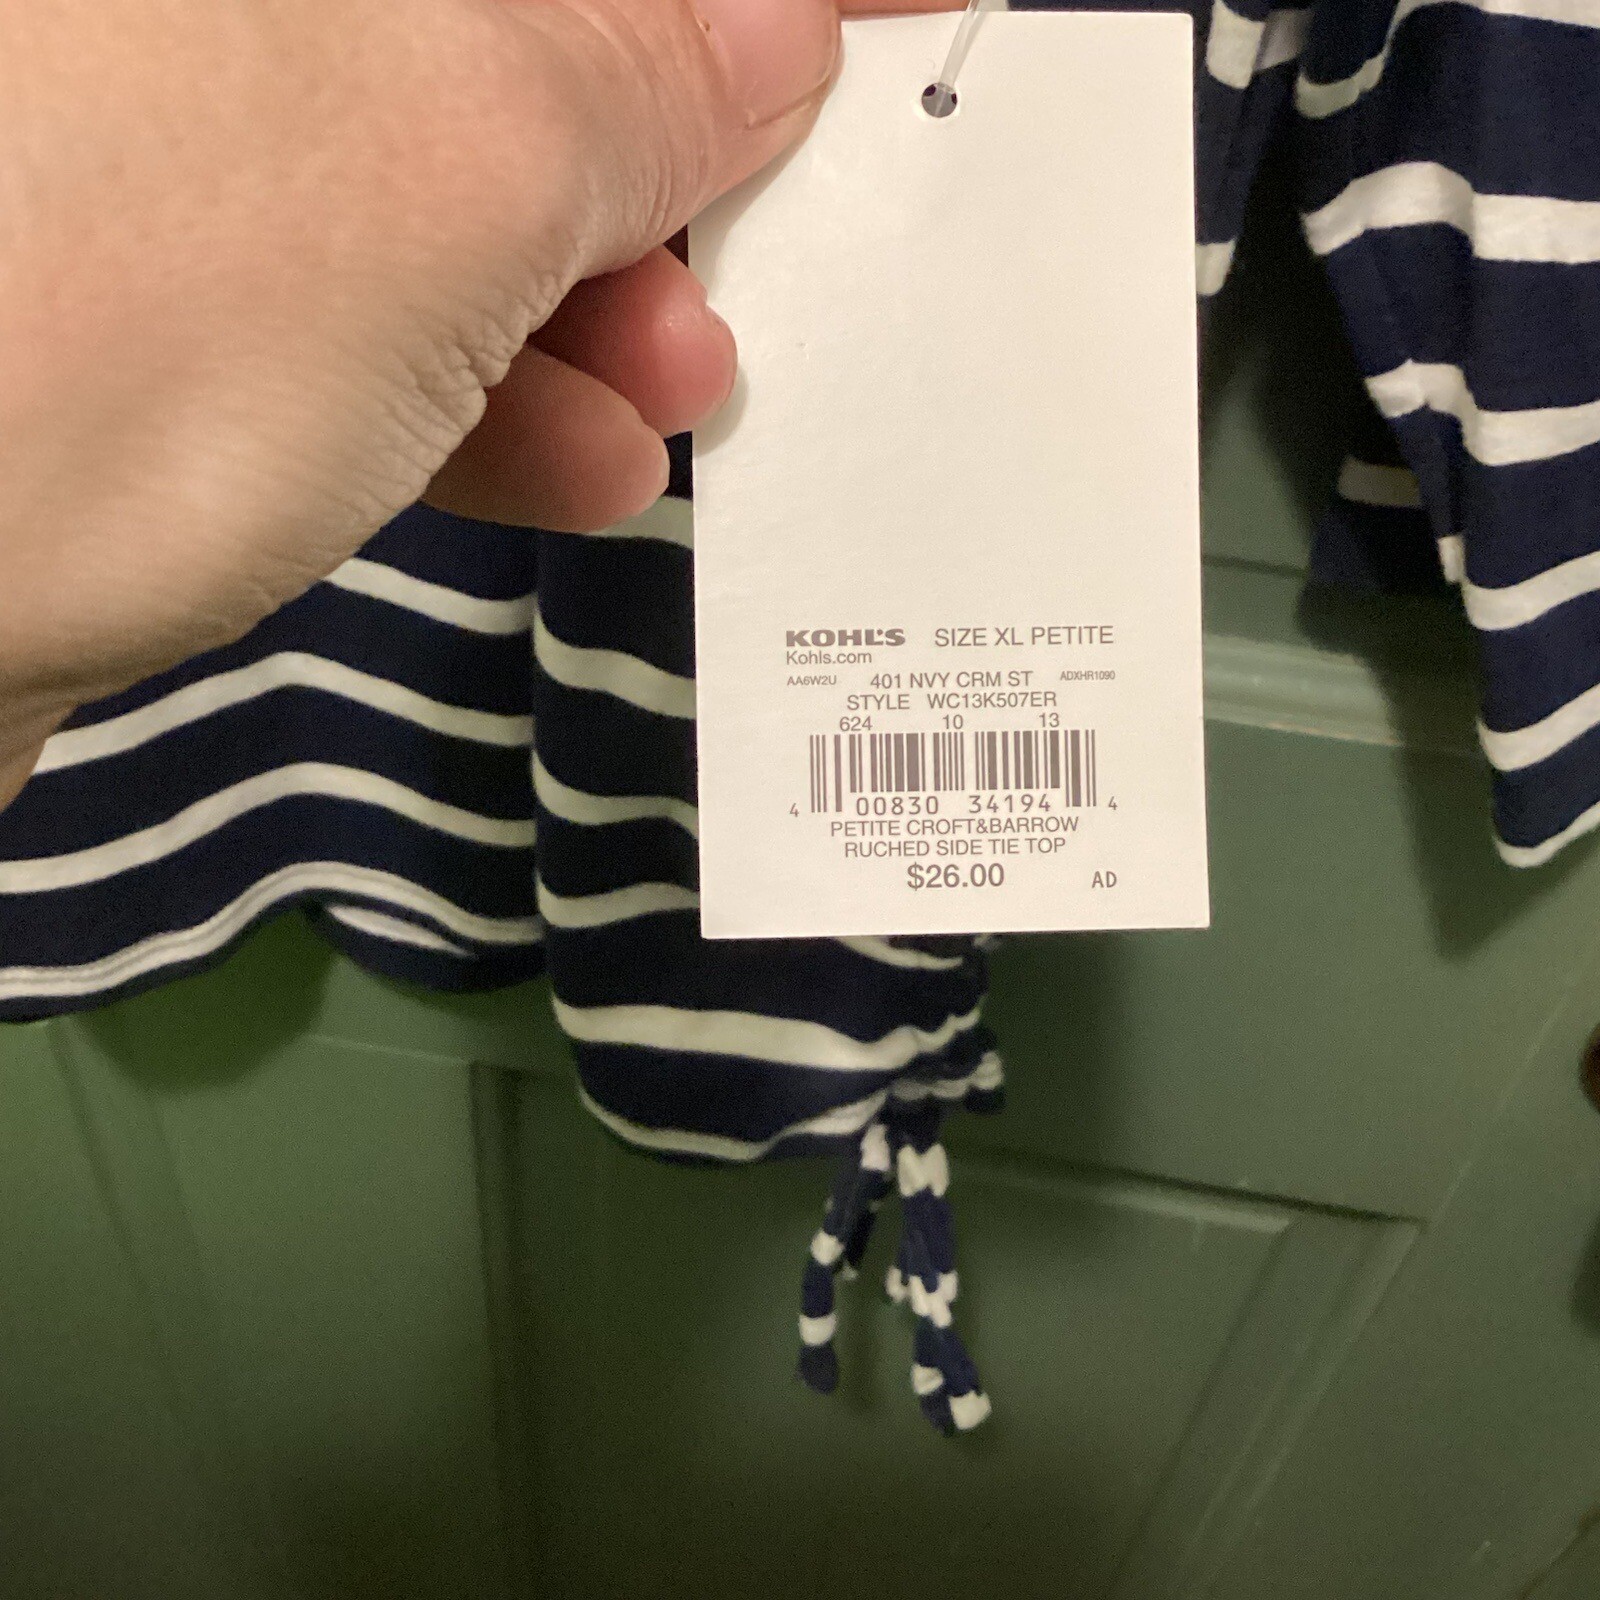 KOHL'S SIZE XL PETITE
Kohls.com
AA6W2U 401 NVY CRM ST ADXHR1090
STYLE WC13K507ER
624 10 13
4 00830 34194 4
PETITE CROFT&BARROW
RUCHED SIDE TIE TOP
$26.00 AD